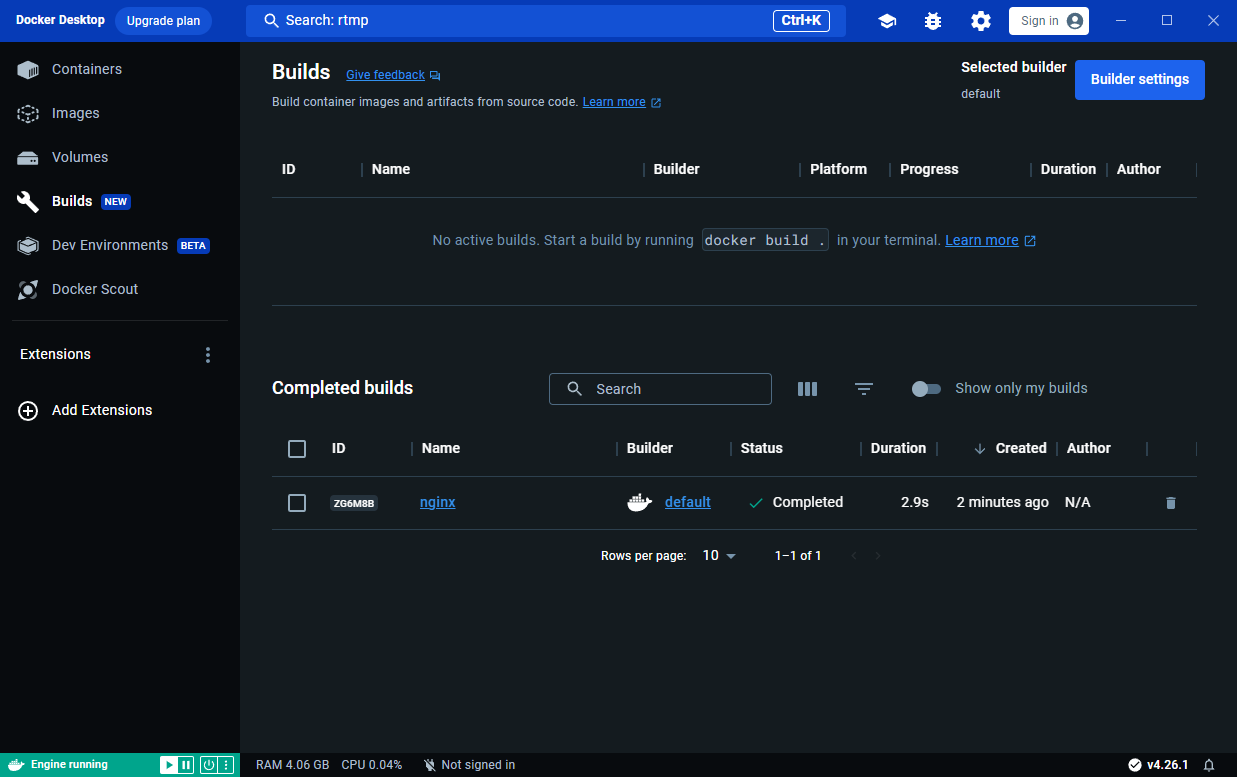 Docker Desktop Upgrade plan Search: rtmp Ctrl+K Sign in
Containers
Images
Volumes
Builds NEW
Dev Environments BETA
Docker Scout
Extensions
Add Extensions
Builds Give feedback
Build container images and artifacts from source code. Learn more
Selected builder
default
Builder settings
ID Name Builder Platform Progress Duration Author
No active builds. Start a build by running docker build . in your terminal. Learn more
Completed builds Search Show only my builds
ID Name Builder Status Duration Created Author
ZG6M8B nginx default Completed 2.9s 2 minutes ago N/A
Rows per page: 10 1–1 of 1
Engine running RAM 4.06 GB CPU 0.04% Not signed in v4.26.1